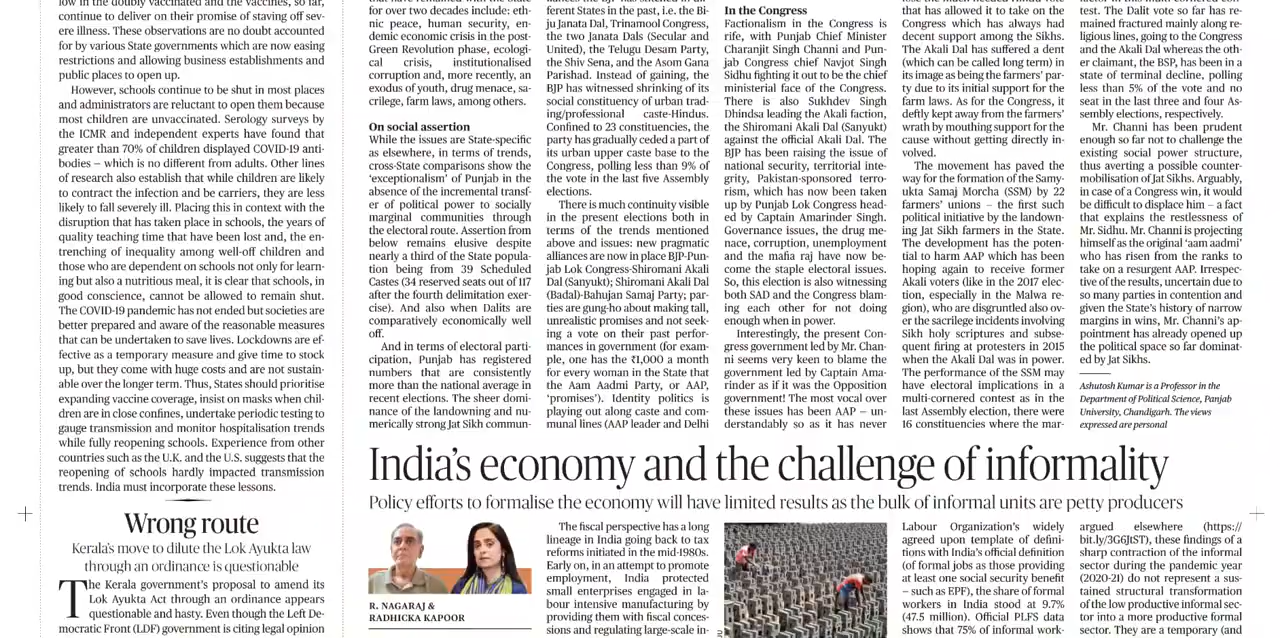 low in the doubly vaccinated and the vaccines, so far,
continue to deliver on their promise of staving off sev-
ere illness. These observations are no doubt accounted
for by various State governments which are now easing
restrictions and allowing business establishments and
public places to open up.
However, schools continue to be shut in most places
and administrators are reluctant to open them because
most children are unvaccinated. Serology surveys by
the ICMR and independent experts have found that
greater than 70% of children displayed COVID-19 anti-
bodies — which is no different from adults. Other lines
of research also establish that while children are likely
to contract the infection and be carriers, they are less
likely to fall severely ill. Placing this in context with the
disruption that has taken place in schools, the years of
quality teaching time that have been lost and, the en-
trenching of inequality among well-off children and
those who are dependent on schools not only for learn-
ing but also a nutritious meal, it is clear that schools, in
good conscience, cannot be allowed to remain shut.
The COVID-19 pandemic has not ended but societies are
better prepared and aware of the reasonable measures
that can be undertaken to save lives. Lockdowns are ef-
fective as a temporary measure and give time to stock
up, but they come with huge costs and are not sustain-
able over the longer term. Thus, States should prioritise
expanding vaccine coverage, insist on masks when chil-
dren are in close confines, undertake periodic testing to
gauge transmission and monitor hospitalisation trends
while fully reopening schools. Experience from other
countries such as the U.K. and the U.S. suggests that the
reopening of schools hardly impacted transmission
trends. India must incorporate these lessons.
Wrong route
Kerala's move to dilute the Lok Ayukta law
through an ordinance is questionable
The Kerala government's proposal to amend its
Lok Ayukta Act through an ordinance appears
questionable and hasty. Even though the Left De-
mocratic Front (LDF) government is citing legal opinion
for over two decades include: eth-
nic peace, human security, en-
demic economic crisis in the post-
Green Revolution phase, ecologi-
cal crisis, institutionalised
corruption and, more recently, an
exodus of youth, drug menace, sa-
crilege, farm laws, among others.
On social assertion
While the issues are State-specific
as elsewhere, in terms of trends,
cross-State comparisons show the
'exceptionalism' of Punjab in the
absence of the incremental transf-
er of political power to socially
marginal communities through
the electoral route. Assertion from
below remains elusive despite
nearly a third of the State popula-
tion being from 39 Scheduled
Castes (34 reserved seats out of 117
after the fourth delimitation exer-
cise). And also when Dalits are
comparatively economically well
off.
And in terms of electoral parti-
cipation, Punjab has registered
numbers that are consistently
more than the national average in
recent elections. The sheer domi-
nance of the landowning and nu-
merically strong Jat Sikh commun-
ferent States in the past, i.e. the Bi-
ju Janata Dal, Trinamool Congress,
the two Janata Dals (Secular and
United), the Telugu Desam Party,
the Shiv Sena, and the Asom Gana
Parishad. Instead of gaining, the
BJP has witnessed shrinking of its
social constituency of urban trad-
ing/professional caste-Hindus.
Confined to 23 constituencies, the
party has gradually ceded a part of
its urban upper caste base to the
Congress, polling less than 9% of
the vote in the last five Assembly
elections.
There is much continuity visible
in the present elections both in
terms of the trends mentioned
above and issues: new pragmatic
alliances are now in place BJP-Pun-
jab Lok Congress-Shiromani Akali
Dal (Sanyukt); Shiromani Akali Dal
(Badal)-Bahujan Samaj Party; par-
ties are gung-ho about making tall,
unrealistic promises and not seek-
ing a vote on their past perfor-
mances in government (for exam-
ple, one has the ₹1,000 a month
for every woman in the State that
the Aam Aadmi Party, or AAP,
'promises'). Identity politics is
playing out along caste and com-
munal lines (AAP leader and Delhi
In the Congress
Factionalism in the Congress is
rife, with Punjab Chief Minister
Charanjit Singh Channi and Pun-
jab Congress chief Navjot Singh
Sidhu fighting it out to be the chief
ministerial face of the Congress.
There is also Sukhdev Singh
Dhindsa leading the Akali faction,
the Shiromani Akali Dal (Sanyukt)
against the official Akali Dal. The
BJP has been raising the issue of
national security, territorial inte-
grity, Pakistan-sponsored terro-
rism, which has now been taken
up by Punjab Lok Congress head-
ed by Captain Amarinder Singh.
Governance issues, the drug me-
nace, corruption, unemployment
and the mafia raj have now be-
come the staple electoral issues.
So, this election is also witnessing
both SAD and the Congress blam-
ing each other for not doing
enough when in power.
Interestingly, the present Con-
gress government led by Mr. Chan-
ni seems very keen to blame the
government led by Captain Ama-
rinder as if it was the Opposition
government! The most vocal over
these issues has been AAP — un-
derstandably so as it has never
that has allowed it to take on the
Congress which has always had
decent support among the Sikhs.
The Akali Dal has suffered a dent
(which can be called long term) in
its image as being the farmers' par-
ty due to its initial support for the
farm laws. As for the Congress, it
deftly kept away from the farmers'
wrath by mouthing support for the
cause without getting directly in-
volved.
The movement has paved the
way for the formation of the Samy-
ukta Samaj Morcha (SSM) by 22
farmers' unions — the first such
political initiative by the landown-
ing Jat Sikh farmers in the State.
The development has the poten-
tial to harm AAP which has been
hoping again to receive former
Akali voters (like in the 2017 elec-
tion, especially in the Malwa re-
gion), who are disgruntled also ov-
er the sacrilege incidents involving
Sikh holy scriptures and subse-
quent firing at protesters in 2015
when the Akali Dal was in power.
The performance of the SSM may
have electoral implications in a
multi-cornered contest as in the
last Assembly election, there were
16 constituencies where the mar-
test. The Dalit vote so far has re-
mained fractured mainly along re-
ligious lines, going to the Congress
and the Akali Dal whereas the oth-
er claimant, the BSP, has been in a
state of terminal decline, polling
less than 5% of the vote and no
seat in the last three and four As-
sembly elections, respectively.
Mr. Channi has been prudent
enough so far not to challenge the
existing social power structure,
thus averting a possible counter-
mobilisation of Jat Sikhs. Arguably,
in case of a Congress win, it would
be difficult to displace him — a fact
that explains the restlessness of
Mr. Sidhu. Mr. Channi is projecting
himself as the original 'aam aadmi'
who has risen from the ranks to
take on a resurgent AAP. Irrespec-
tive of the results, uncertain due to
so many parties in contention and
given the State's history of narrow
margins in wins, Mr. Channi's ap-
pointment has already opened up
the political space so far dominat-
ed by Jat Sikhs.
Ashutosh Kumar is a Professor in the
Department of Political Science, Panjab
University, Chandigarh. The views
expressed are personal
India's economy and the challenge of informality
Policy efforts to formalise the economy will have limited results as the bulk of informal units are petty producers
R. NAGARAJ &
RADHICKA KAPOOR
The fiscal perspective has a long
lineage in India going back to tax
reforms initiated in the mid-1980s.
Early on, in an attempt to promote
employment, India protected
small enterprises engaged in la-
bour intensive manufacturing by
providing them with fiscal conces-
sions and regulating large-scale in-
Labour Organization's widely
agreed upon template of defini-
tions with India's official definition
(of formal jobs as those providing
at least one social security benefit
– such as EPF), the share of formal
workers in India stood at 9.7%
(47.5 million). Official PLFS data
shows that 75% of informal work-
argued elsewhere (https://
bit.ly/3G6JtST), these findings of a
sharp contraction of the informal
sector during the pandemic year
(2020-21) do not represent a sus-
tained structural transformation
of the low productive informal sec-
tor into a more productive formal
sector. They are a temporary (and